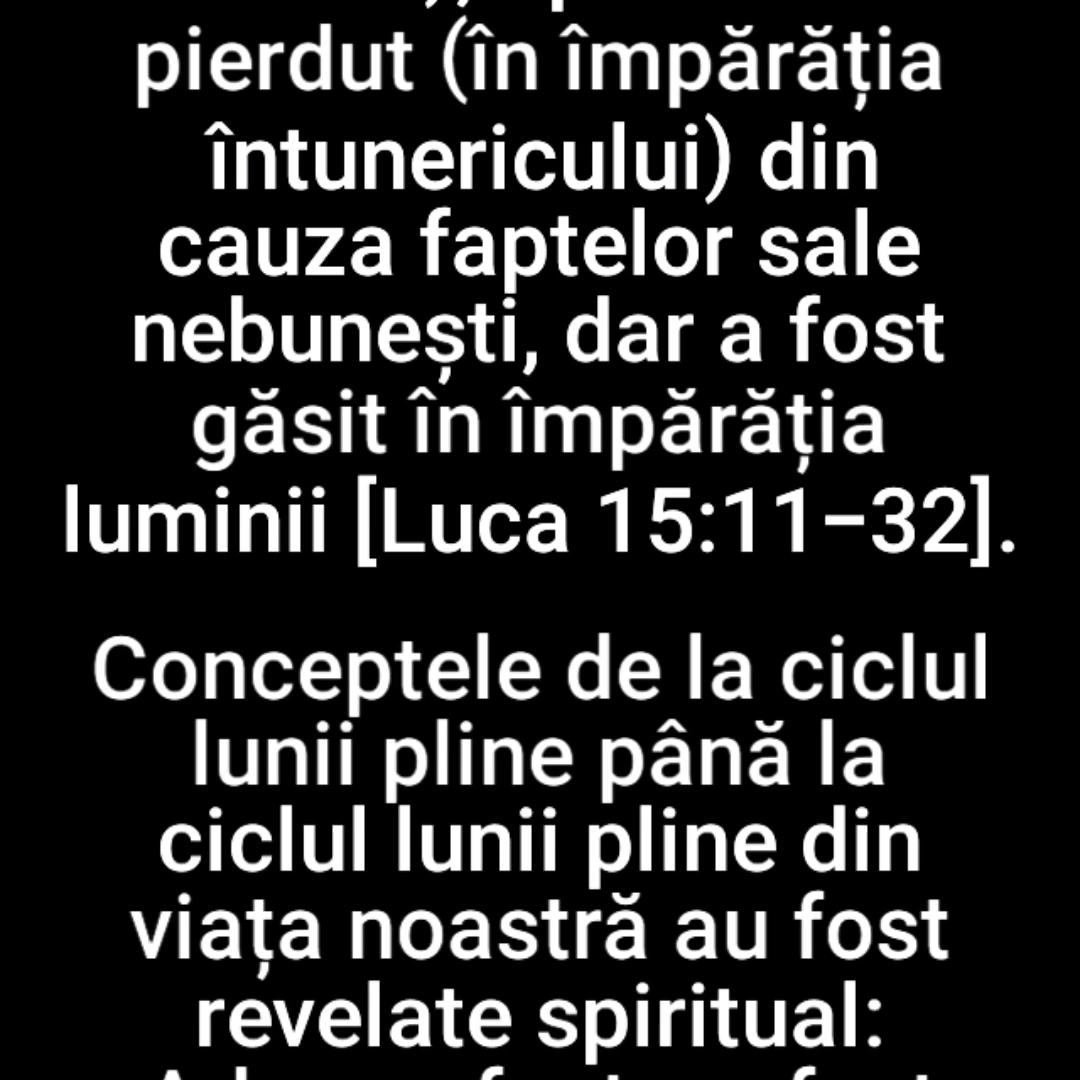 pierdut (în împărăția
întunericului) din
cauza faptelor sale
nebunești, dar a fost
găsit în împărăția
luminii [Luca 15:11–32].
Conceptele de la ciclul
lunii pline până la
ciclul lunii pline din
viața noastră au fost
revelate spiritual: